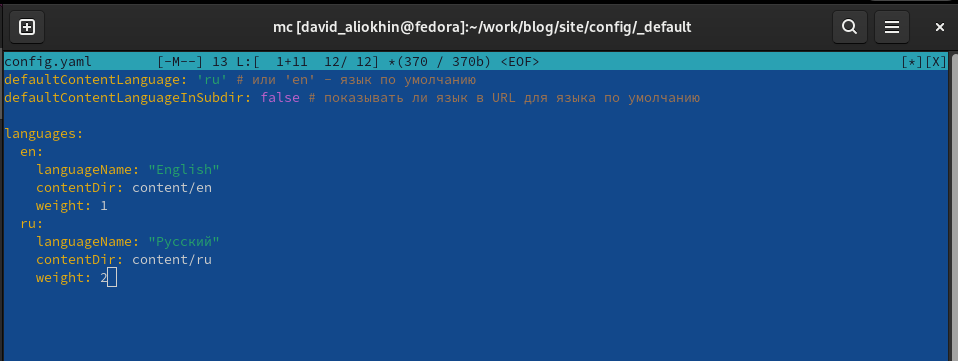 mc [david_aliokhin@fedora]:~/work/blog/site/config/_default
config.yaml [-M--] 13 L:[ 1+11 12/ 12] *(370 / 370b) <EOF> [*][X]
defaultContentLanguage: 'ru' # или 'en' - язык по умолчанию
defaultContentLanguageInSubdir: false # показывать ли язык в URL для языка по умолчанию
languages:
en:
languageName: "English"
contentDir: content/en
weight: 1
ru:
languageName: "Русский"
contentDir: content/ru
weight: 2